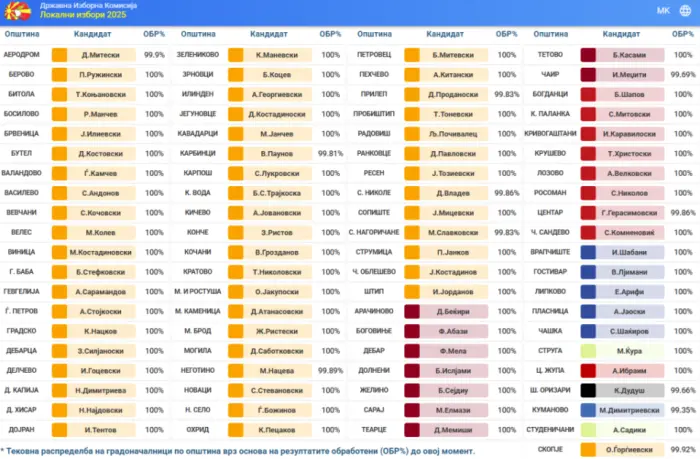 Државна Изборна Комисија
Локални избори 2025
МК
Општина Кандидат ОБР% Општина Кандидат ОБР% Општина Кандидат ОБР% Општина Кандидат ОБР%
АЕРОДРОМ Д.Митески 99.9% ЗЕЛЕНИКОВО К.Маневски 100% ПЕТРОВЕЦ Б.Митевски 100% ТЕТОВО Б.Касами 100%
БЕРОВО П.Ружински 100% ЗРНОВЦИ Б.Коцев 100% ПЕХЧЕВО А.Китански 100% ЧАИР И.Меџити 99.69%
БИТОЛА Т.Коњановски 100% ИЛИНДЕН А.Георгиевски 100% ПРИЛЕП Д.Проданоски 99.83% БОГДАНЦИ Б.Шапов 100%
БОСИЛОВО Р.Манчев 100% ЈЕГУНОВЦЕ Д.Костадиноски 100% ПРОБИШТИП Т.Тоневски 100% К. ПАЛАНКА С.Митовски 100%
БРВЕНИЦА Ј.Илиевски 100% КАВАДАРЦИ М.Јанчев 100% РАДОВИШ Љ.Почивалец 100% КРИВОГАШТАНИ И.Каравилоски 100%
БУТЕЛ Д.Костовски 100% КАРБИНЦИ В.Паунов 99.81% РАНКОВЦЕ Д.Павловски 100% КРУШЕВО Т.Христоски 100%
ВАЛАНДОВО Ѓ.Камчев 100% КАРПОШ С.Лукровски 100% РЕСЕН Ј.Тозиевски 100% ЛОЗОВО А.Велковски 100%
ВАСИЛЕВО С.Андонов 100% К. ВОДА Б.С.Трајкоска 100% С. НИКОЛЕ Д.Владев 99.86% РОСОМАН С.Николов 100%
ВЕВЧАНИ С.Кочовски 100% КИЧЕВО А.Јовановски 100% СОПИШТЕ Ј.Мицевски 100% ЦЕНТАР Г.Герасимовски 99.86%
ВЕЛЕС М.Колев 100% КОНЧЕ З.Ристов 100% С. НАГОРИЧАНЕ М.Славковски 99.83% Ч. САНДЕВО С.Комненовиќ 100%
ВИНИЦА М.Костадиновски 100% КОЧАНИ В.Грозданов 100% СТРУМИЦА П.Јанков 100% ВРАПЧИШТЕ И.Шабани 100%
Г. БАБА Б.Стефковски 100% КРАТОВО Т.Николовски 100% Ч. ОБЛЕШЕВО Ј.Костадинов 100% ГОСТИВАР В.Лјимани 100%
ГЕВГЕЛИЈА А.Сарамандов 100% М. И РОСТУША О.Јакупоски 100% ШТИП И.Јорданов 100% ЛИПКОВО Е.Арифи 100%
Ѓ. ПЕТРОВ А.Стојкоски 100% М. КАМЕНИЦА Д.Атанасовски 100% АРАЧИНОВО Д.Беќири 100% ПЛАСНИЦА А.Јаоски 100%
ГРАДСКО К.Нацков 100% М. БРОД Ж.Ристески 100% БОГОВИЊЕ Ф.Абази 100% ЧАШКА С.Шаќиров 100%
ДЕБАРЦА З.Силјаноски 100% МОГИЛА Д.Саботковски 100% ДЕБАР Ф.Мела 100% СТРУГА М.Ќура 100%
ДЕЛЧЕВО И.Гоцевски 100% НЕГОТИНО М.Нацева 99.89% ДОЛНЕНИ Б.Ислјами 100% Ц. ЖУПА А.Ибраим 100%
Д. КАПИЈА Н.Димитриева 100% НОВАЦИ С.Стевановски 100% ЖЕЛИНО Б.Сејдиу 100% Ш. ОРИЗАРИ К.Дудуш 99.66%
Д. ХИСАР Н.Најдовски 100% Н. СЕЛО Ѓ.Божинов 100% САРАЈ М.Елмази 100% КУМАНОВО М.Димитриевски 99.35%
ДОЈРАН И.Тентов 100% ОХРИД К.Пецаков 100% ТЕАРЦЕ Д.Мемиши 100% СТУДЕНИЧАНИ А.Садики 100%
* Тековна распределба на градоначалници по општина врз основа на резултатите обработени (ОБР%) до овој момент. СКОПЈЕ О.Ѓорѓиевски 99.92%